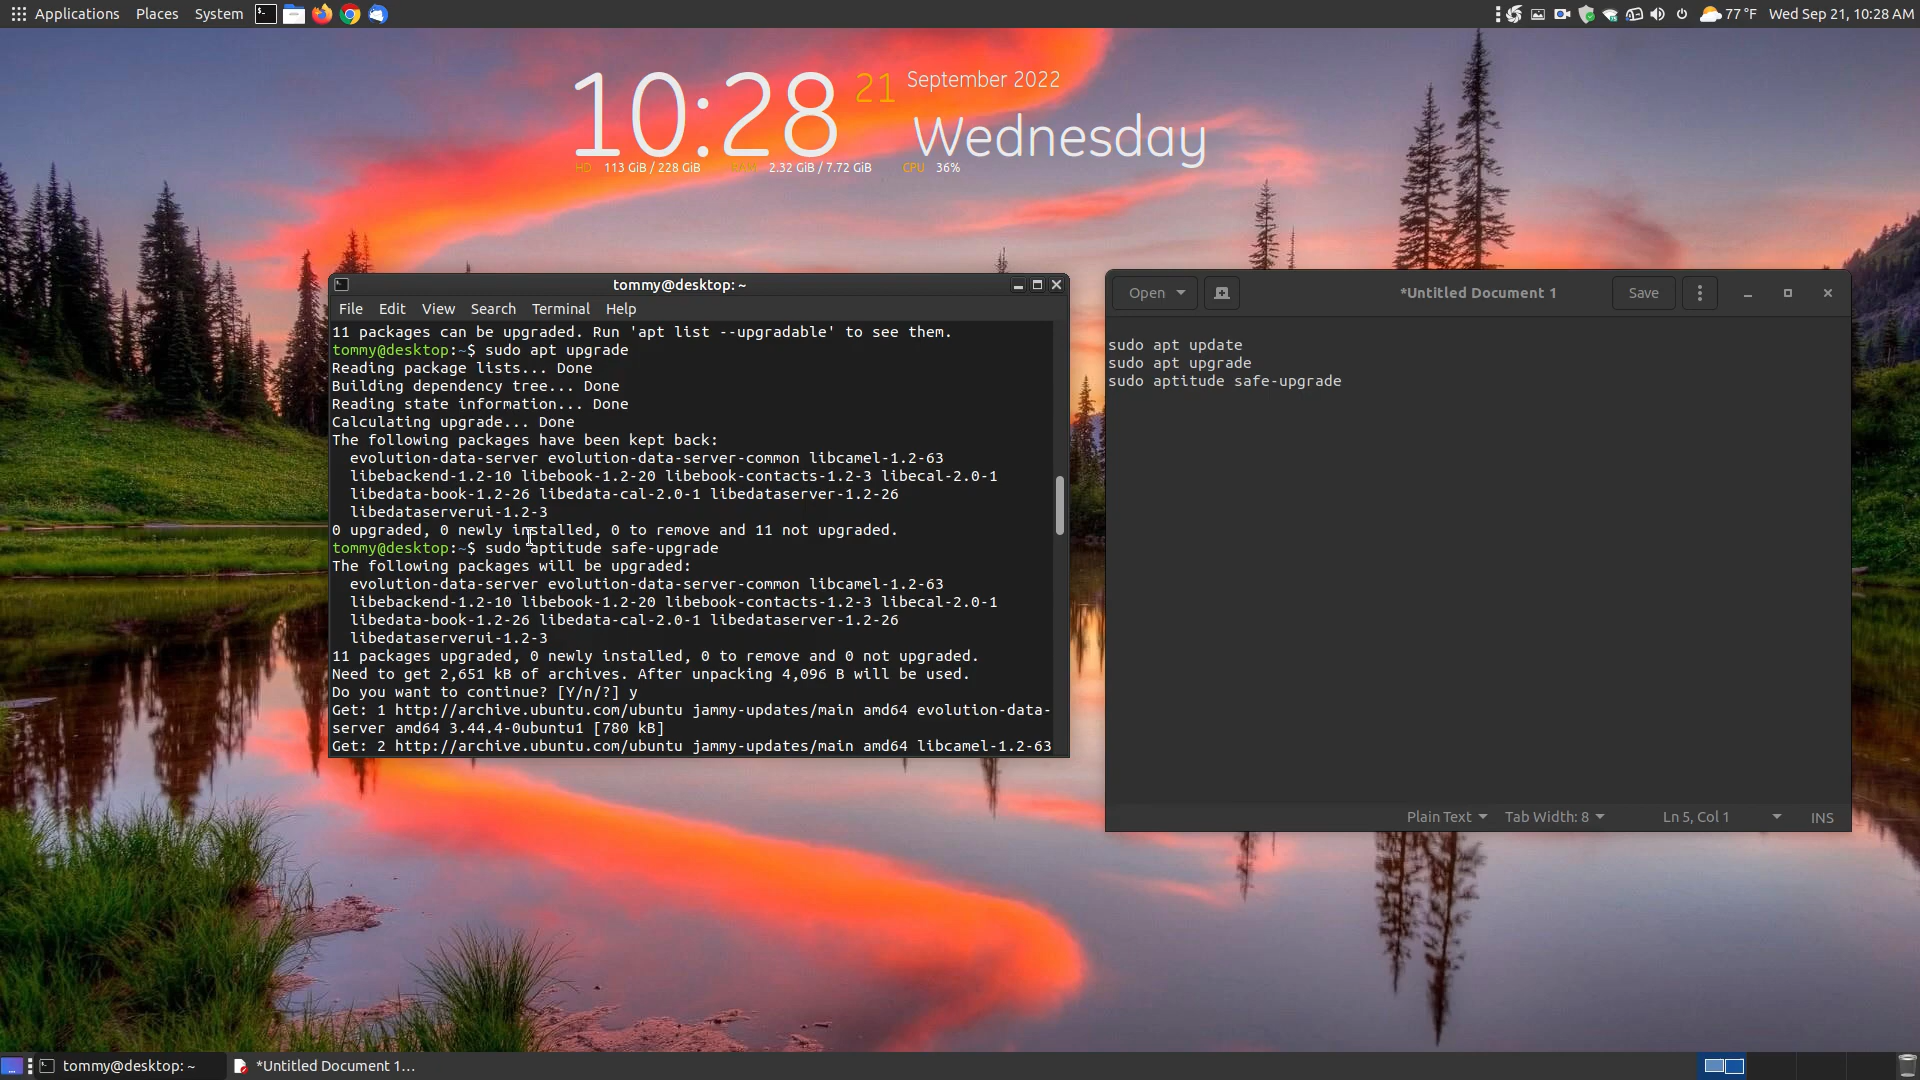 Applications Places System 77 °F Wed Sep 21, 10:28 AM
10:28 21 September 2022
Wednesday
HD 113 GiB / 228 GiB RAM 2.32 GiB / 7.72 GiB CPU 36%
tommy@desktop: ~
File Edit View Search Terminal Help
11 packages can be upgraded. Run 'apt list --upgradable' to see them.
tommy@desktop:~$ sudo apt upgrade
Reading package lists... Done
Building dependency tree... Done
Reading state information... Done
Calculating upgrade... Done
The following packages have been kept back:
evolution-data-server evolution-data-server-common libcamel-1.2-63
libebackend-1.2-10 libebook-1.2-20 libebook-contacts-1.2-3 libecal-2.0-1
libedata-book-1.2-26 libedata-cal-2.0-1 libedataserver-1.2-26
libedataserverui-1.2-3
0 upgraded, 0 newly installed, 0 to remove and 11 not upgraded.
tommy@desktop:~$ sudo aptitude safe-upgrade
The following packages will be upgraded:
evolution-data-server evolution-data-server-common libcamel-1.2-63
libebackend-1.2-10 libebook-1.2-20 libebook-contacts-1.2-3 libecal-2.0-1
libedata-book-1.2-26 libedata-cal-2.0-1 libedataserver-1.2-26
libedataserverui-1.2-3
11 packages upgraded, 0 newly installed, 0 to remove and 0 not upgraded.
Need to get 2,651 kB of archives. After unpacking 4,096 B will be used.
Do you want to continue? [Y/n/?] y
Get: 1 http://archive.ubuntu.com/ubuntu jammy-updates/main amd64 evolution-data-
server amd64 3.44.4-0ubuntu1 [780 kB]
Get: 2 http://archive.ubuntu.com/ubuntu jammy-updates/main amd64 libcamel-1.2-63
Open *Untitled Document 1 Save
sudo apt update
sudo apt upgrade
sudo aptitude safe-upgrade
Plain Text Tab Width: 8 Ln 5, Col 1 INS
tommy@desktop: ~ *Untitled Document 1...